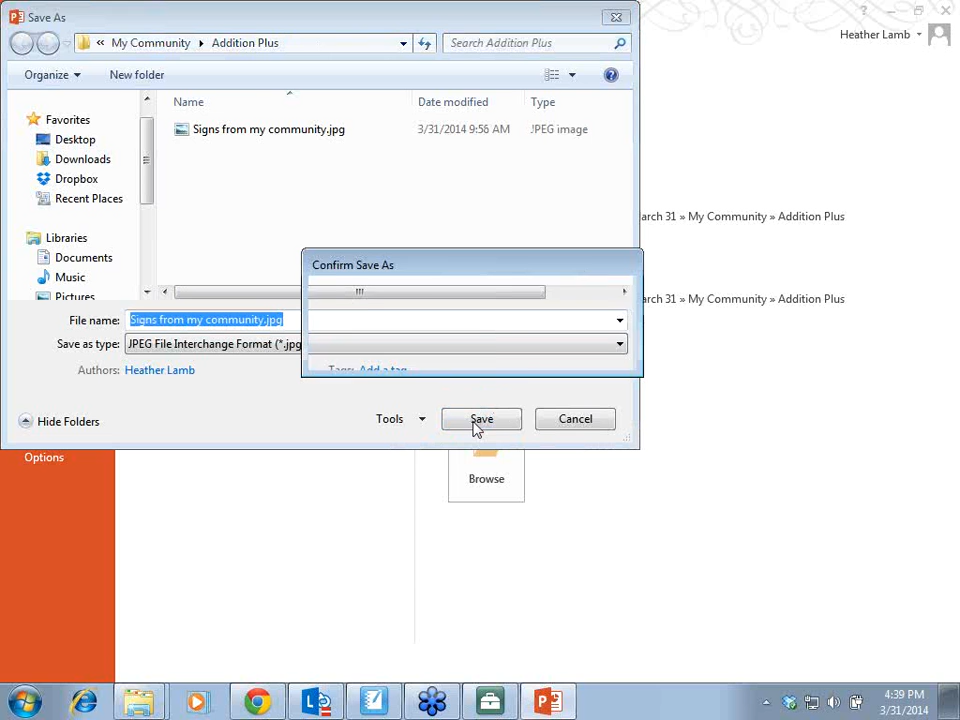 Save As
Heather Lamb
« My Community Addition Plus
Search Addition Plus
Organize New folder
Name Date modified Type
Favorites
Desktop
Downloads
Dropbox
Recent Places
Libraries
Documents
Music
Pictures
Signs from my community.jpg 3/31/2014 9:56 AM JPEG image
arch 31 » My Community » Addition Plus
arch 31 » My Community » Addition Plus
Confirm Save As
File name: Signs from my community.jpg
Save as type: JPEG File Interchange Format (*.jpg
Authors: Heather Lamb
Tags: Add a tag
Hide Folders
Tools Save Cancel
Options
Browse
4:39 PM
3/31/2014